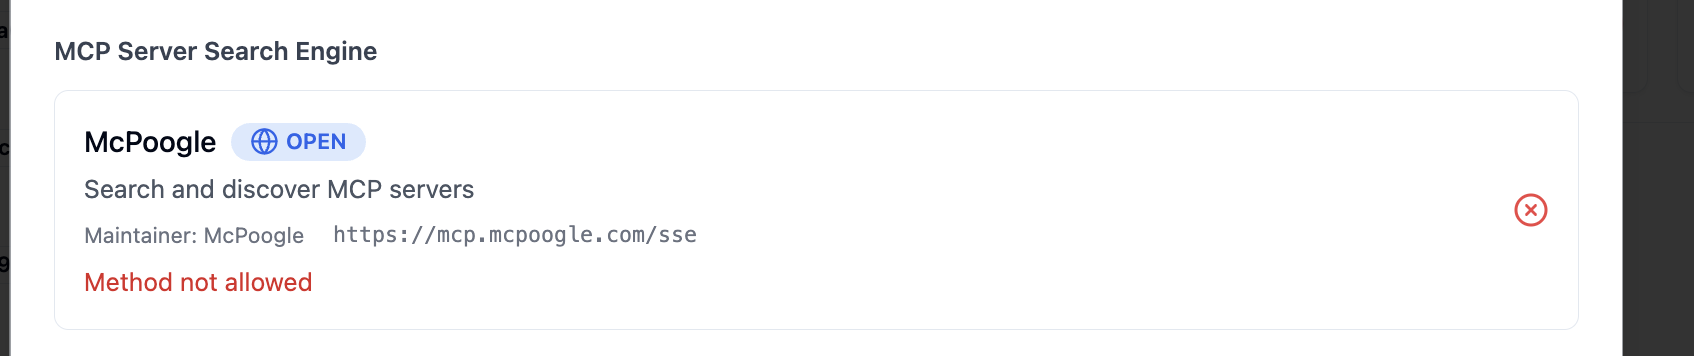 MCP Server Search Engine
McPoogle OPEN
Search and discover MCP servers
Maintainer: McPoogle https://mcp.mcpoogle.com/sse
Method not allowed